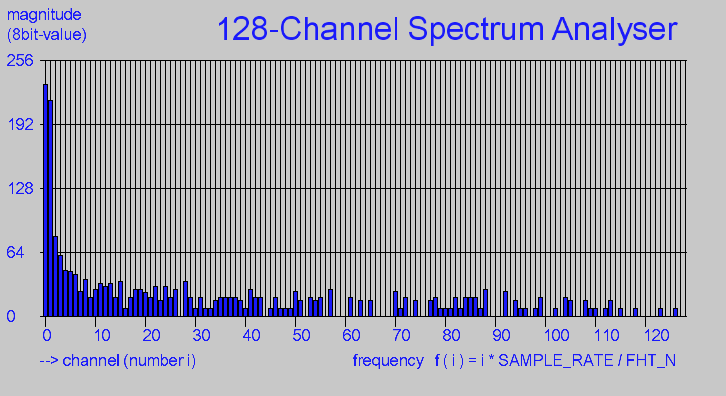 magnitude
(8bit-value)
128-Channel Spectrum Analyser
256
192
128
64
0
0 10 20 30 40 50 60 70 80 90 100 110 120
--> channel (number i)
frequency f ( i ) = i * SAMPLE_RATE / FHT_N